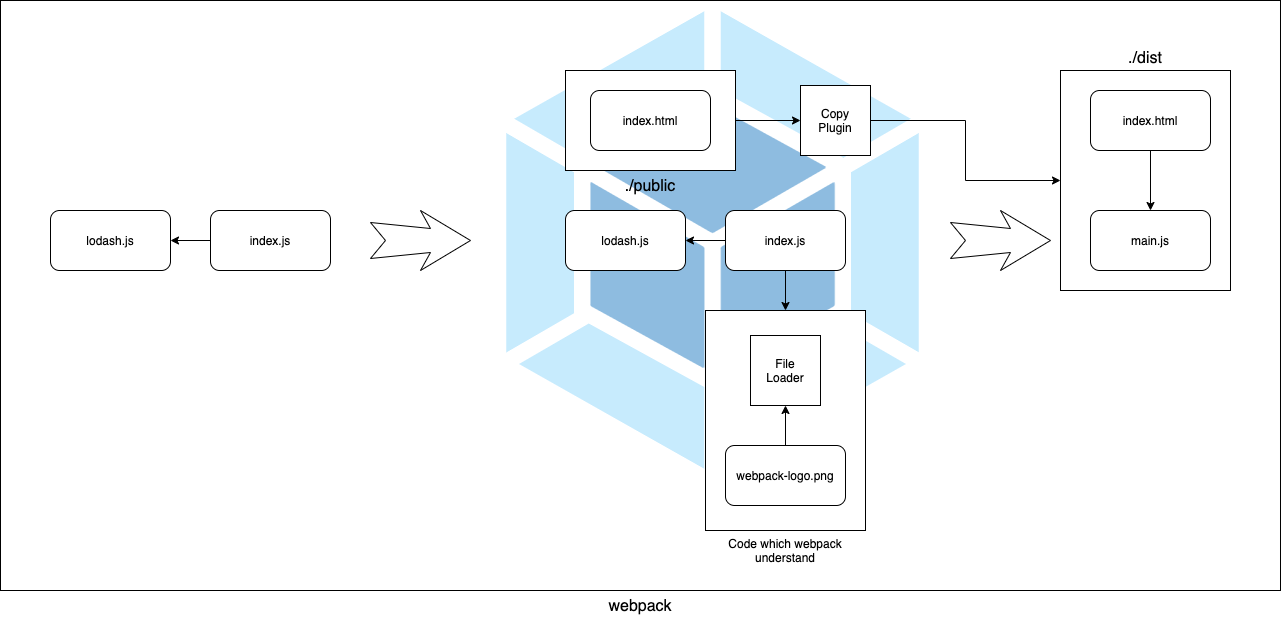 ./dist
index.html
Copy
Plugin
index.html
./public
lodash.js
index.js
lodash.js
index.js
main.js
File
Loader
webpack-logo.png
Code which webpack
understand
webpack